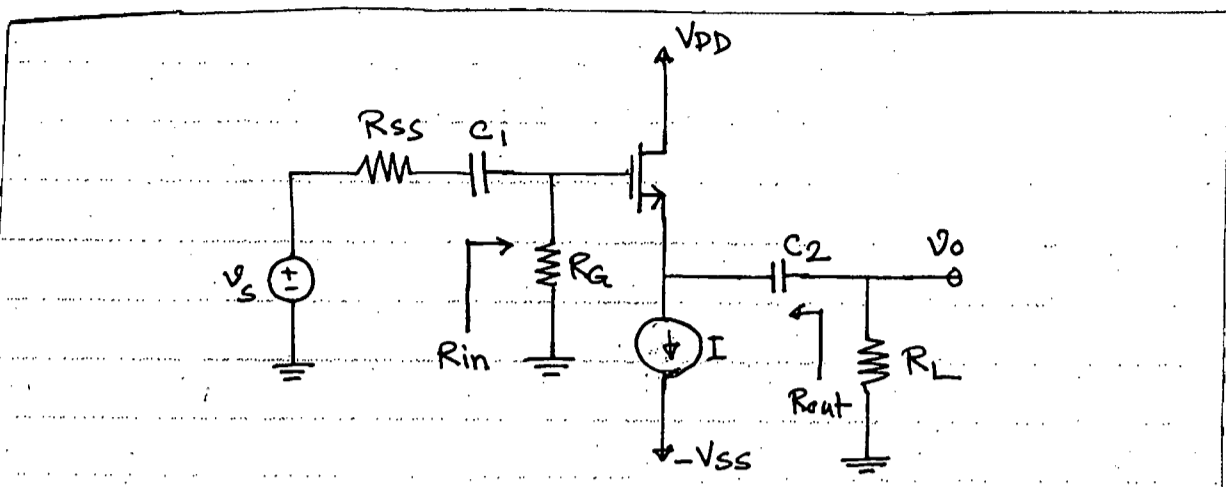 VDD
RSS C1
RG
C2 vo
vs
Rin
I
Rout
RL
-VSS